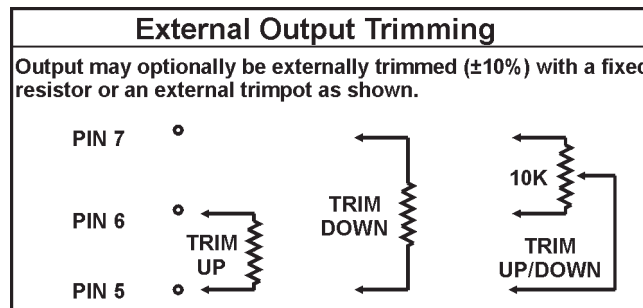 External Output Trimming
Output may optionally be externally trimmed (±10%) with a fixed
resistor or an external trimpot as shown.
PIN 7
PIN 6
PIN 5
TRIM
UP
TRIM
DOWN
10K
TRIM
UP/DOWN